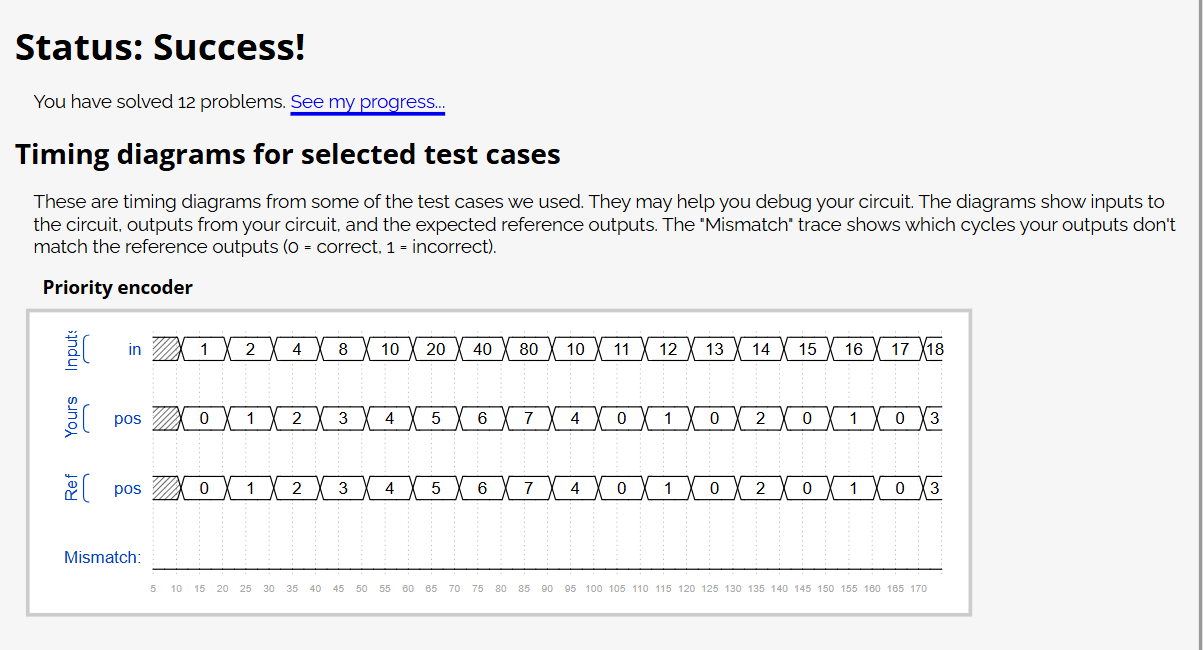 Status: Success!
You have solved 12 problems. See my progress...
Timing diagrams for selected test cases
These are timing diagrams from some of the test cases we used. They may help you debug your circuit. The diagrams show inputs to
the circuit, outputs from your circuit, and the expected reference outputs. The "Mismatch" trace shows which cycles your outputs don't
match the reference outputs (0 = correct, 1 = incorrect).
Priority encoder
Inputs in 1 2 4 8 10 20 40 80 10 11 12 13 14 15 16 17 18
Yours pos 0 1 2 3 4 5 6 7 4 0 1 0 2 0 1 0 3
Ref pos 0 1 2 3 4 5 6 7 4 0 1 0 2 0 1 0 3
Mismatch:
5 10 15 20 25 30 35 40 45 50 55 60 65 70 75 80 85 90 95 100 105 110 115 120 125 130 135 140 145 150 155 160 165 170